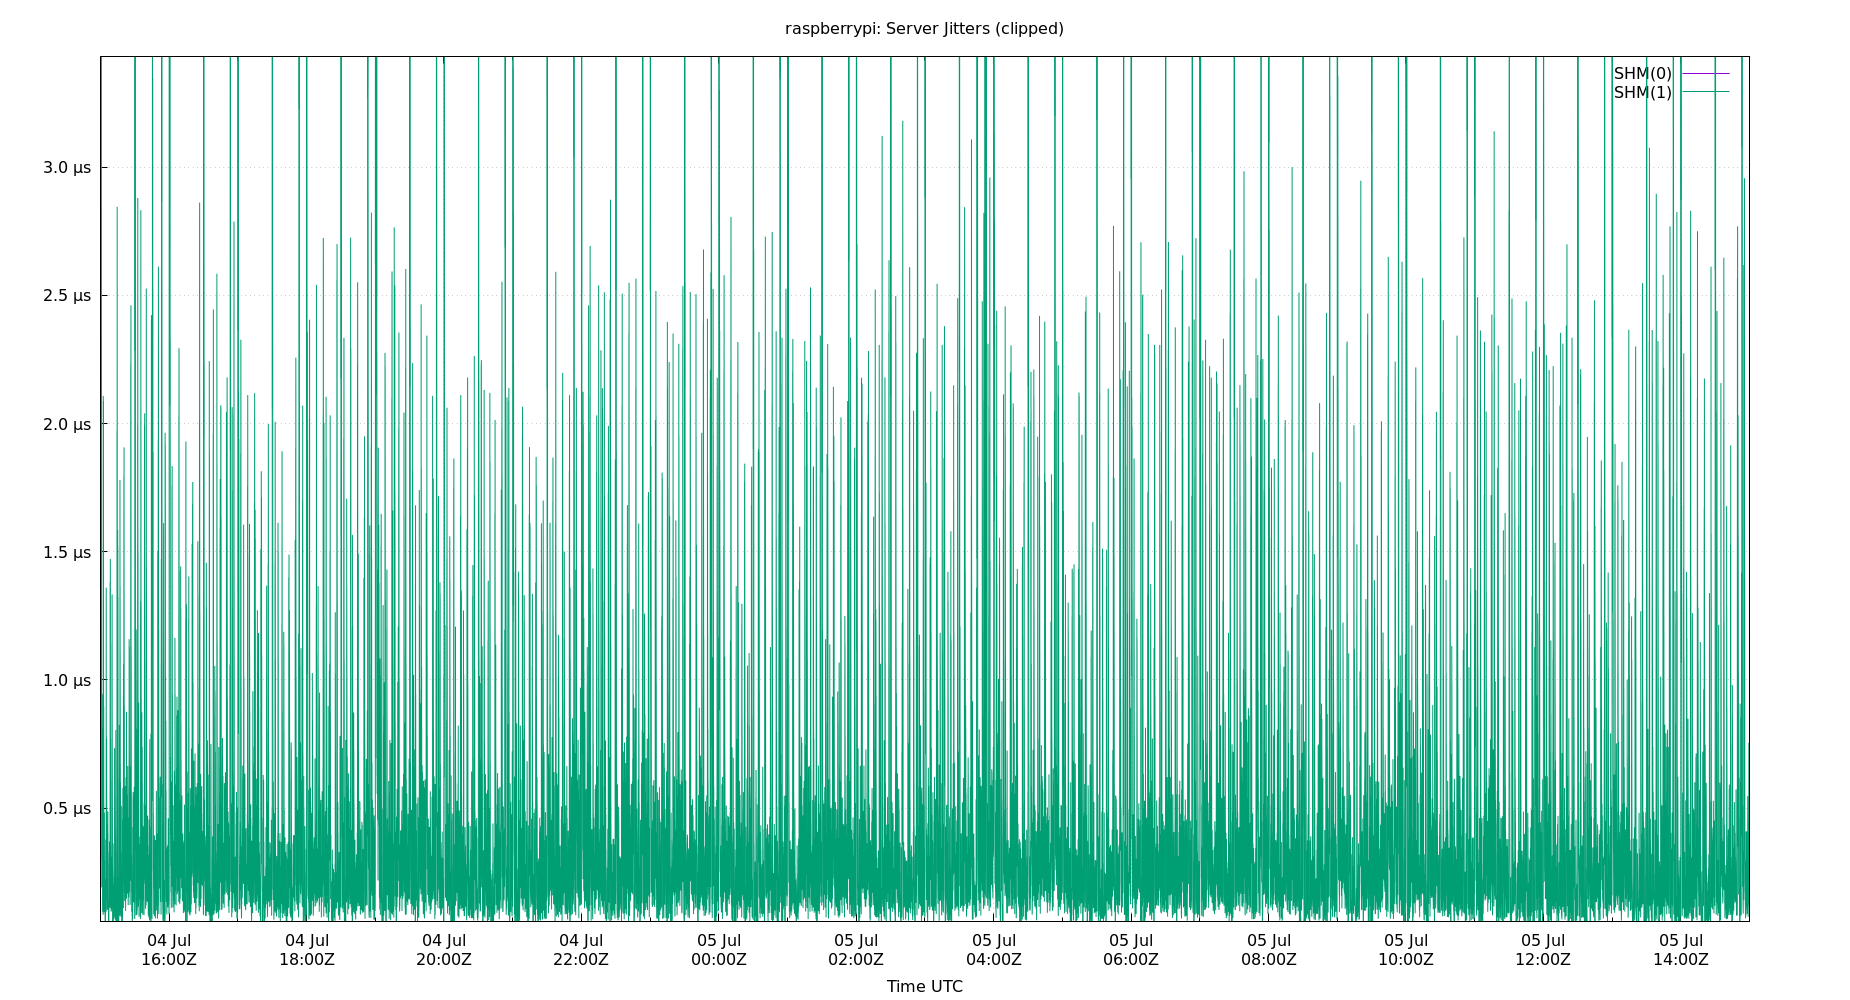 raspberrypi: Server Jitters (clipped)
SHM(0)
SHM(1)
3.0 µs
2.5 µs
2.0 µs
1.5 µs
1.0 µs
0.5 µs
04 Jul 04 Jul 04 Jul 04 Jul 05 Jul 05 Jul 05 Jul 05 Jul 05 Jul 05 Jul 05 Jul 05 Jul
16:00Z 18:00Z 20:00Z 22:00Z 00:00Z 02:00Z 04:00Z 06:00Z 08:00Z 10:00Z 12:00Z 14:00Z
Time UTC